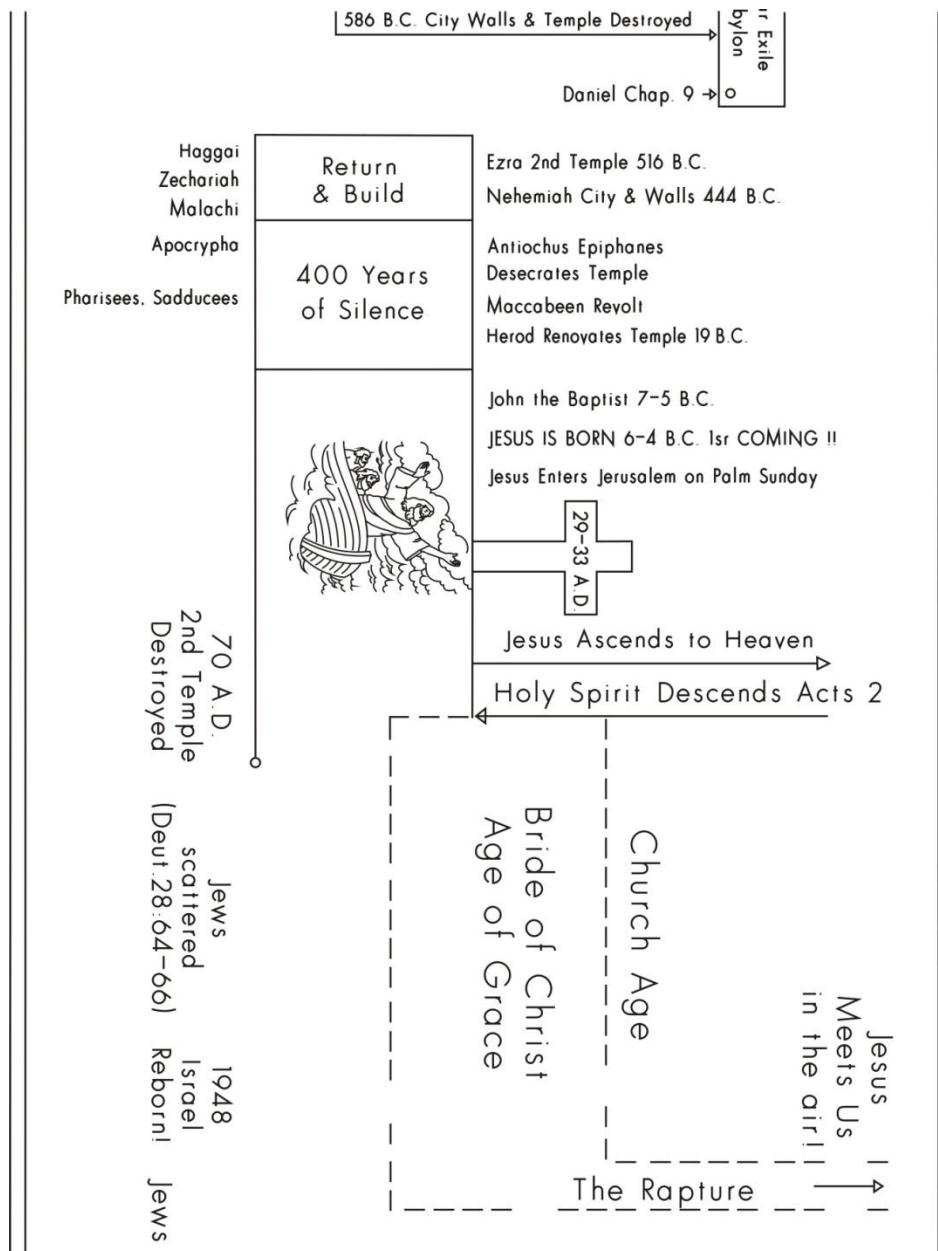 586 B.C. City Walls & Temple Destroyed
r Exile
bylon
Daniel Chap. 9
Haggai
Zechariah
Malachi
Return
& Build
Ezra 2nd Temple 516 B.C.
Nehemiah City & Walls 444 B.C.
Apocrypha
Pharisees, Sadducees
400 Years
of Silence
Antiochus Epiphanes
Desecrates Temple
Maccabeen Revolt
Herod Renovates Temple 19 B.C.
John the Baptist 7-5 B.C.
JESUS IS BORN 6-4 B.C. 1sr COMING !!
Jesus Enters Jerusalem on Palm Sunday
29-33 A.D.
Jesus Ascends to Heaven
Holy Spirit Descends Acts 2
70 A.D.
2nd Temple
Destroyed
Jews
scattered
(Deut.28:64-66)
1948
Israel
Reborn!
Jews
Church Age
Bride of Christ
Age of Grace
Jesus
Meets Us
in the air!
The Rapture